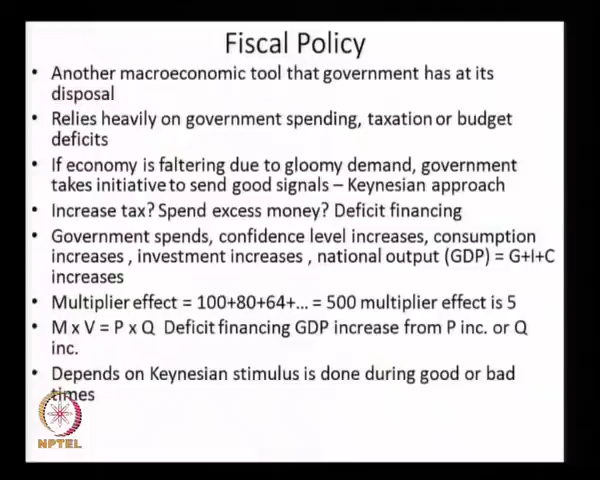 Fiscal Policy
• Another macroeconomic tool that government has at its
disposal
• Relies heavily on government spending, taxation or budget
deficits
• If economy is faltering due to gloomy demand, government
takes initiative to send good signals – Keynesian approach
• Increase tax? Spend excess money? Deficit financing
• Government spends, confidence level increases, consumption
increases , investment increases , national output (GDP) = G+I+C
increases
• Multiplier effect = 100+80+64+... = 500 multiplier effect is 5
• M x V = P x Q  Deficit financing GDP increase from P inc. or Q
inc.
• Depends on Keynesian stimulus is done during good or bad
times
NPTEL